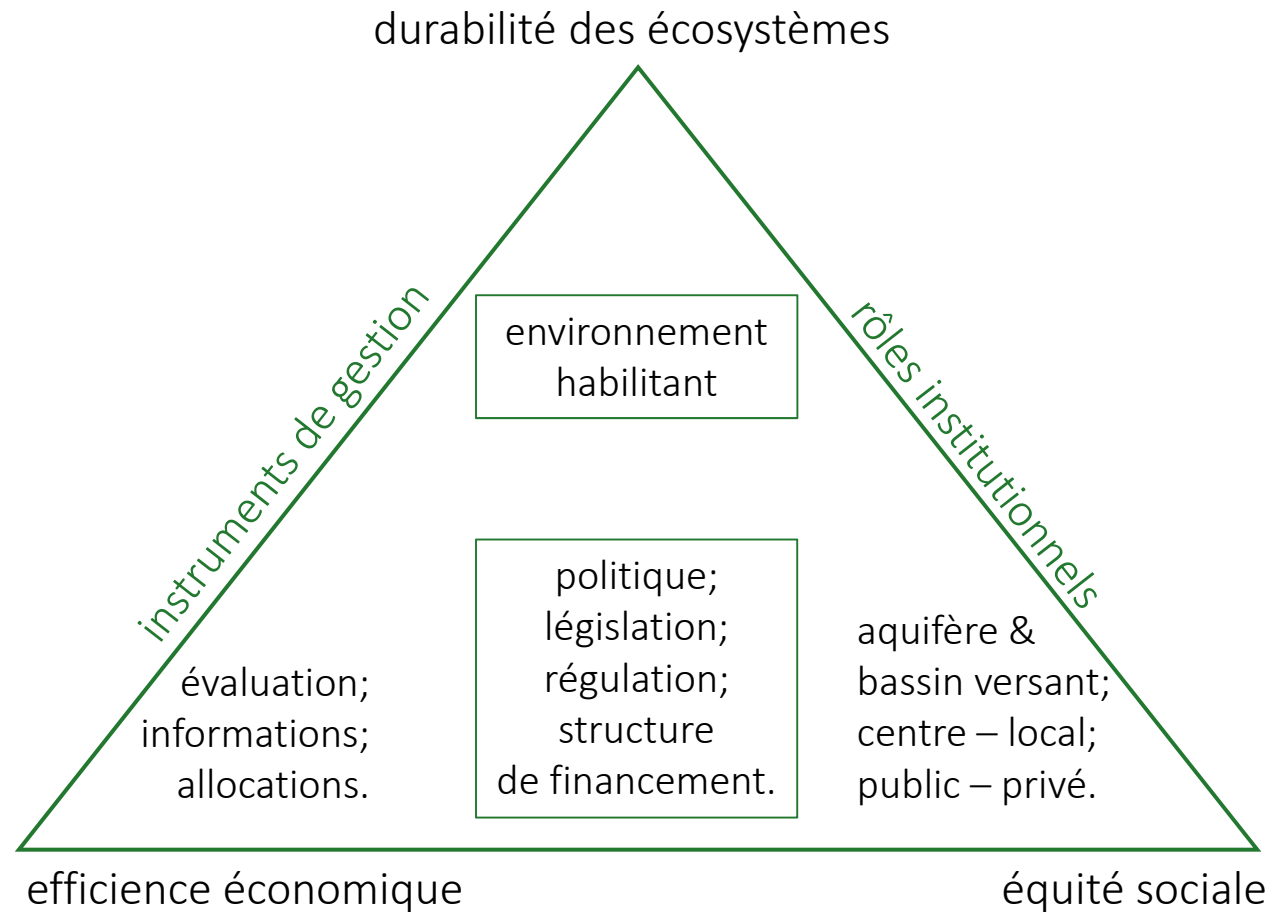 durabilité des écosystèmes
instruments de gestion
rôles institutionnels
environnement
habilitant
évaluation;
informations;
allocations.
politique;
législation;
régulation;
structure
de financement.
aquifère &
bassin versant;
centre – local;
public – privé.
efficience économique
équité sociale